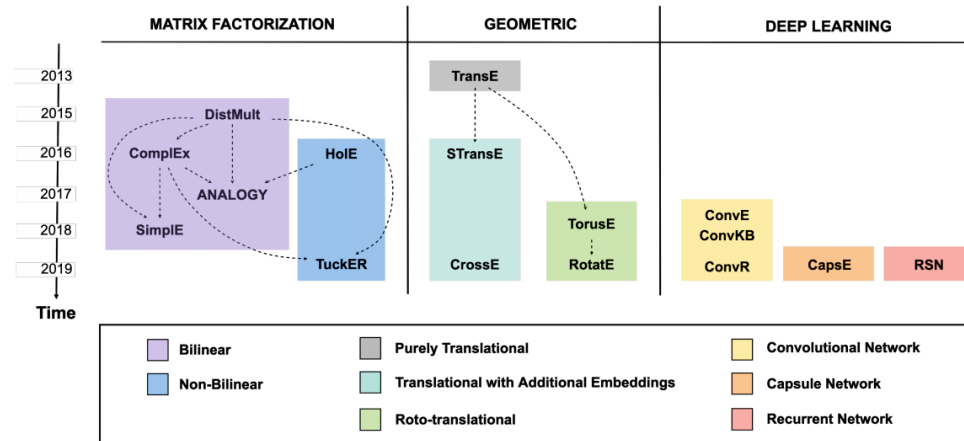 MATRIX FACTORIZATION GEOMETRIC DEEP LEARNING
2013 TransE
2015 DistMult
2016 ComplEx HolE STransE
2017 ANALOGY
ConvE
2018 SimplE TorusE ConvKB
2019 TuckER CrossE RotatE ConvR CapsE RSN
Time
Bilinear Purely Translational Convolutional Network
Non-Bilinear Translational with Additional Embeddings Capsule Network
Roto-translational Recurrent Network